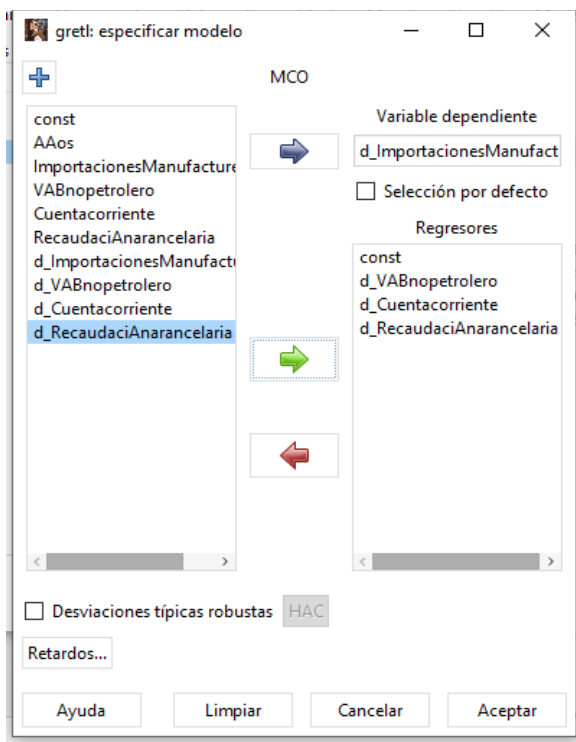 gretl: especificar modelo
MCO
const
AAos
ImportacionesManufacture
VABnopetrolero
Cuentacorriente
RecaudaciAnarancelaria
d_ImportacionesManufactu
d_VABnopetrolero
d_Cuentacorriente
d_RecaudaciAnarancelaria
Variable dependiente
d_ImportacionesManufact
Selección por defecto
Regresores
const
d_VABnopetrolero
d_Cuentacorriente
d_RecaudaciAnarancelaria
Desviaciones típicas robustas HAC
Retardos...
Ayuda Limpiar Cancelar Aceptar